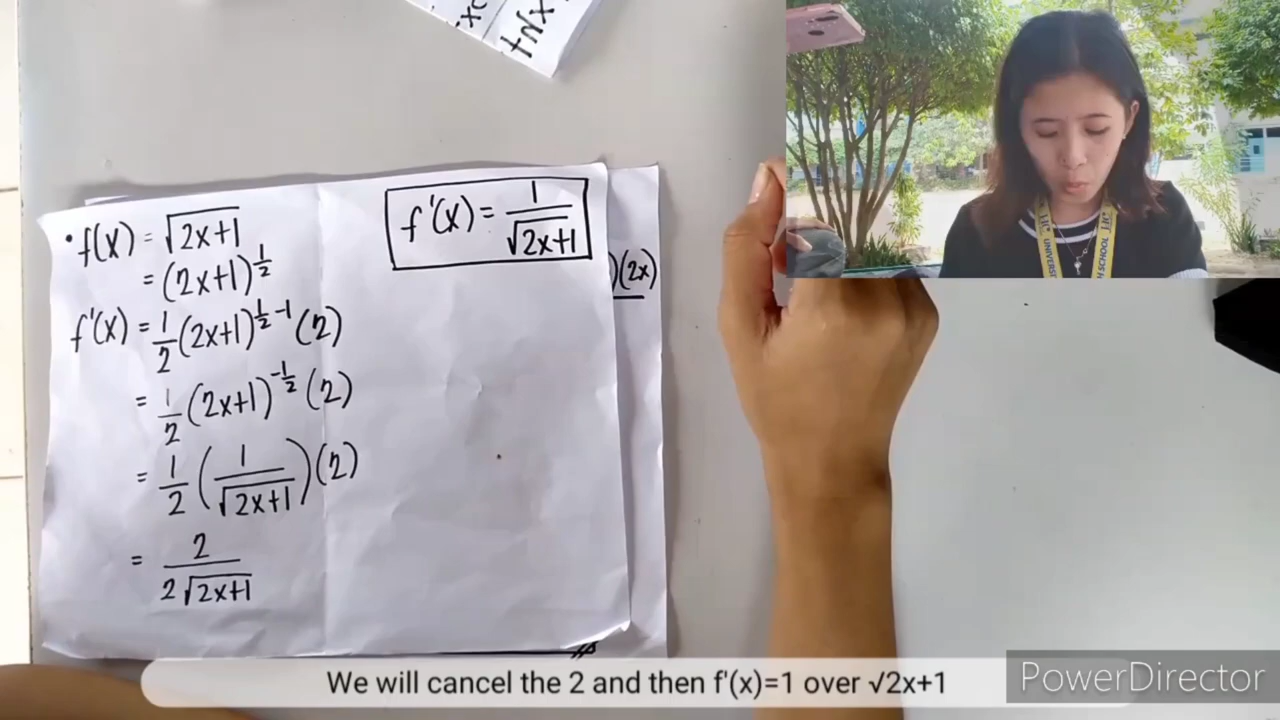 • f(x) = √2x+1
= (2x+1)^1/2
f'(x) = 1/2 (2x+1)^1/2 -1 (2)
= 1/2 (2x+1)^-1/2 (2)
= 1/2 (1/√2x+1) (2)
= 2/2√2x+1
f'(x) = 1/√2x+1
)(2x)
We will cancel the 2 and then f'(x)=1 over √2x+1
PowerDirector